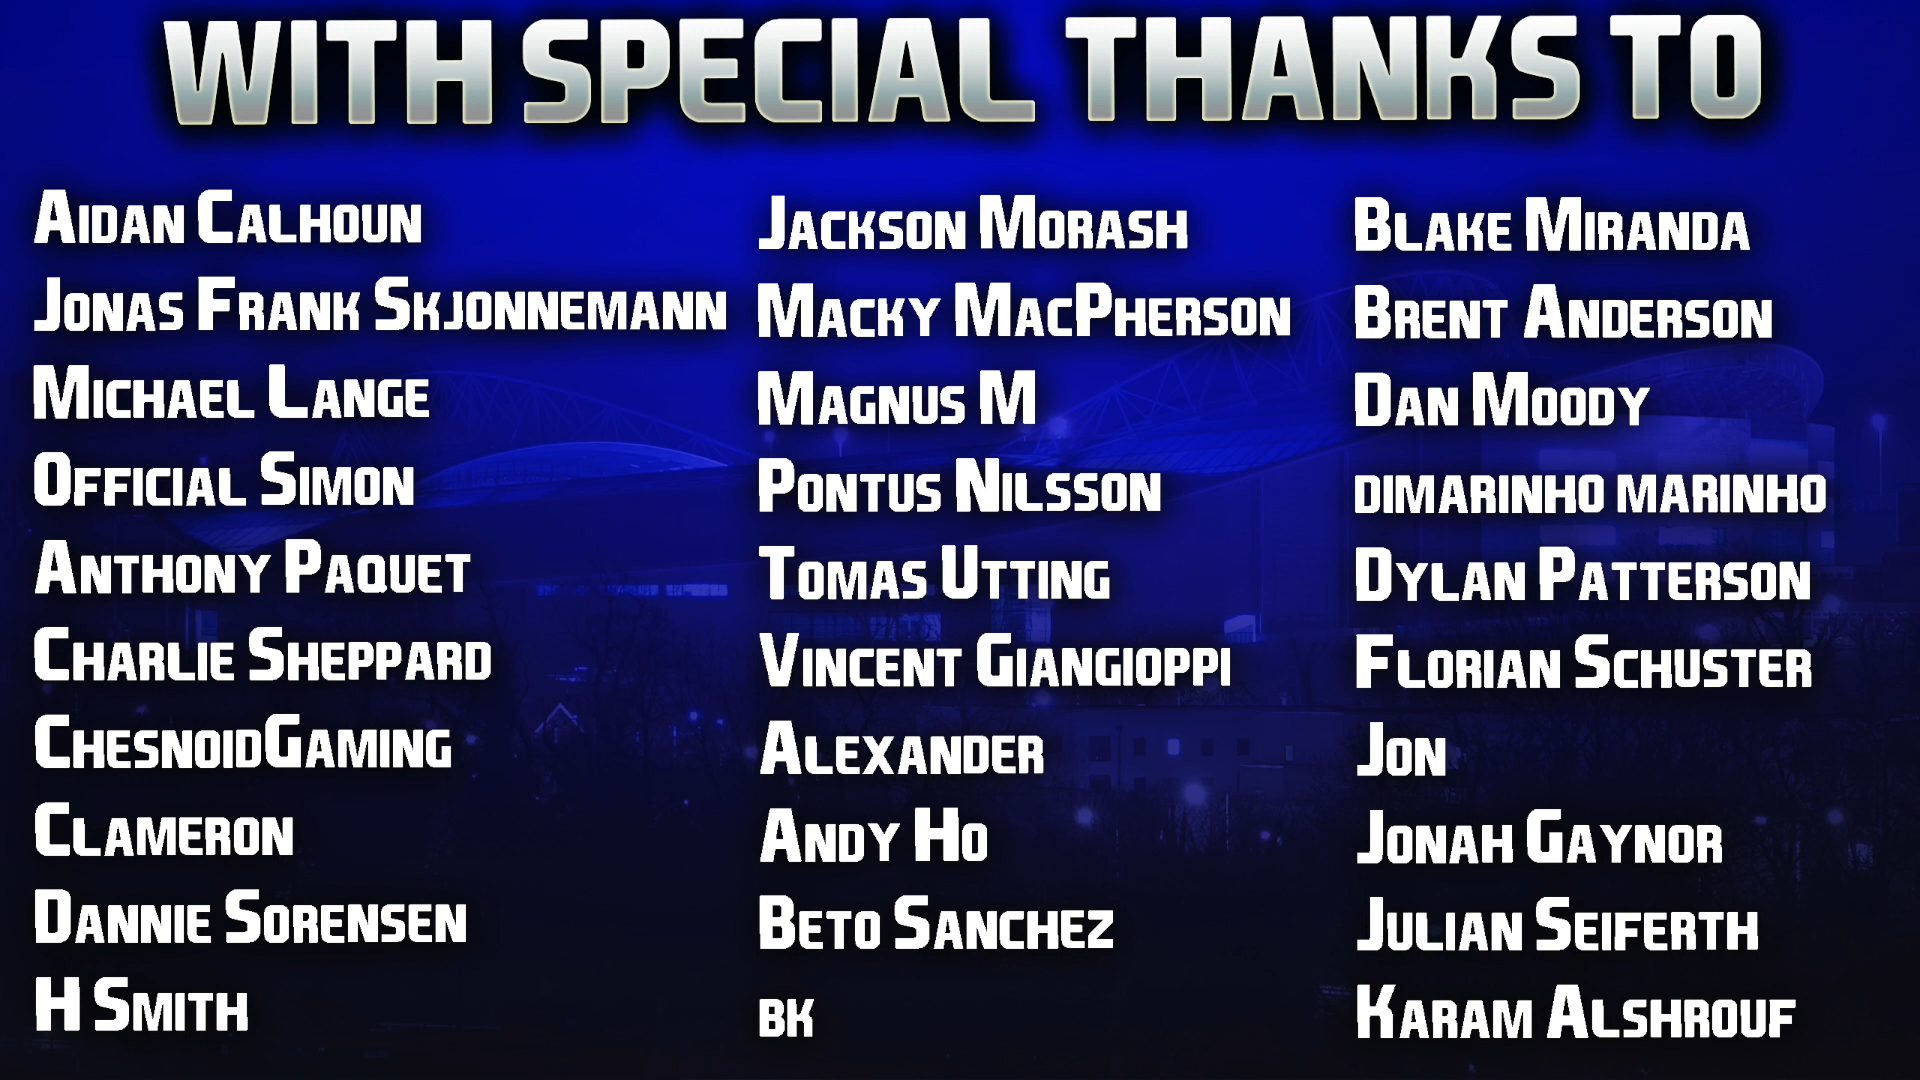 WITH SPECIAL THANKS TO
Aidan Calhoun
Jonas Frank Skjonnemann
Michael Lange
Official Simon
Anthony Paquet
Charlie Sheppard
ChesnoidGaming
Clameron
Dannie Sorensen
H Smith
Jackson Morash
Macky MacPherson
Magnus M
Pontus Nilsson
Tomas Utting
Vincent Giangioppi
Alexander
Andy Ho
Beto Sanchez
bk
Blake Miranda
Brent Anderson
Dan Moody
dimarinho marinho
Dylan Patterson
Florian Schuster
Jon
Jonah Gaynor
Julian Seiferth
Karam Alshrouf